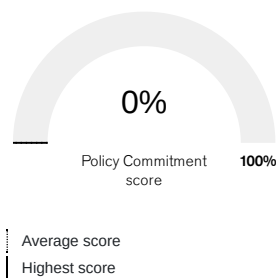 0%
Policy Commitment 100%
score
Average score
Highest score